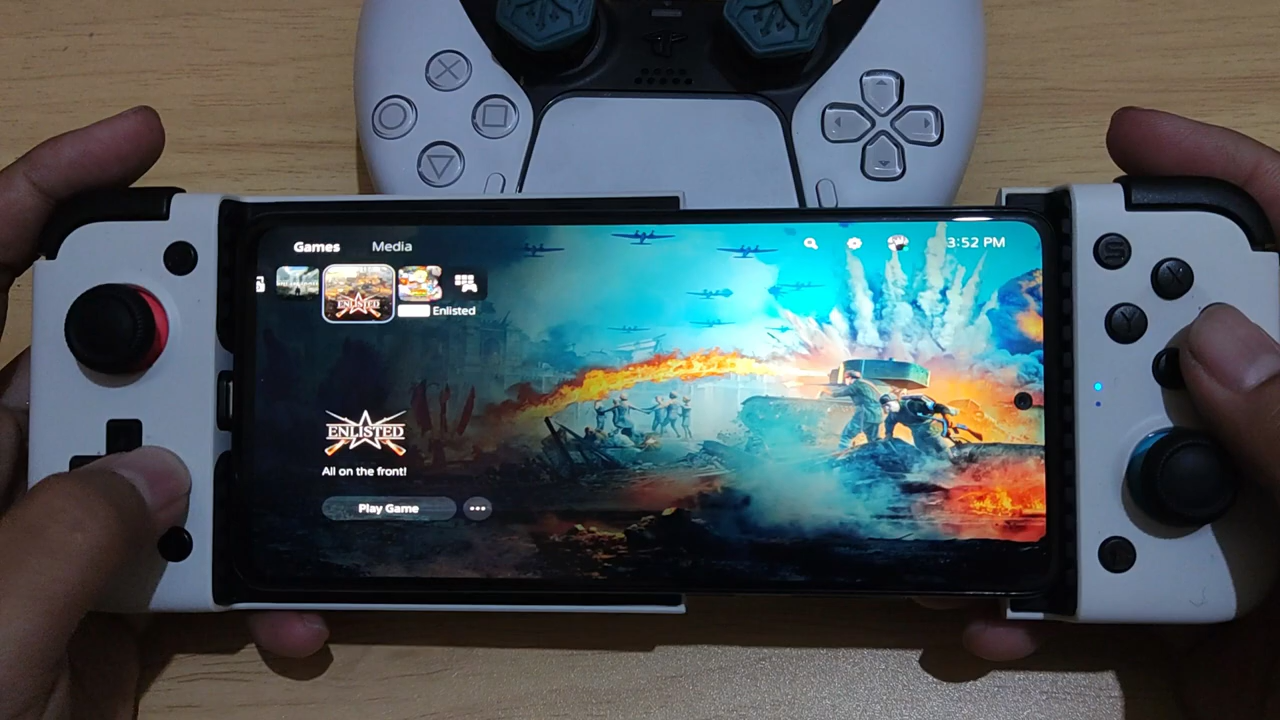 Games Media 3:52 PM
ENLISTED
Enlisted
ENLISTED
All on the front!
Play Game
S
X
Y